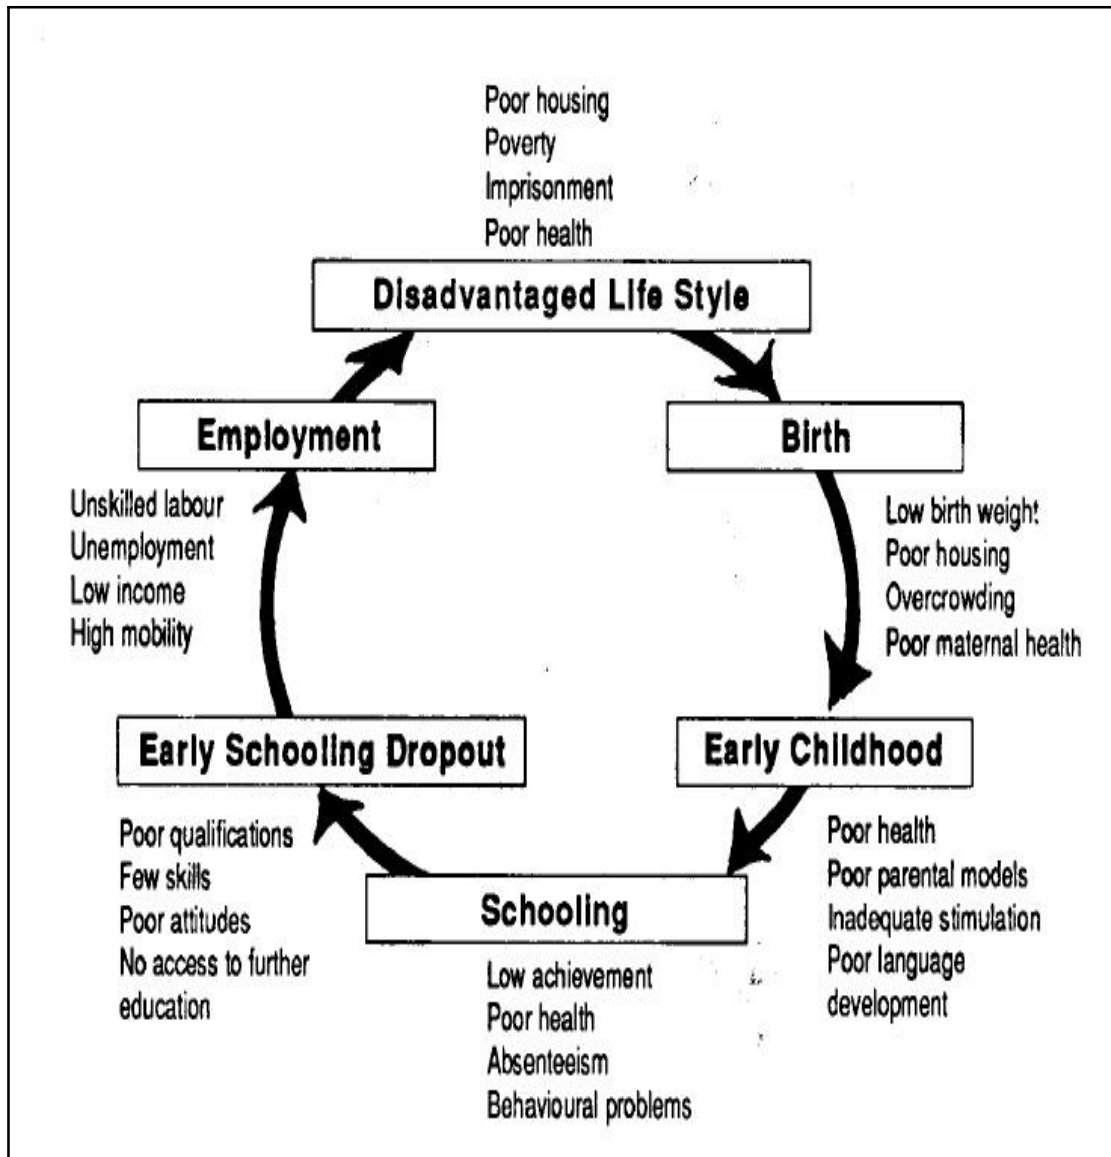 Poor housing
Poverty
Imprisonment
Poor health
Disadvantaged Life Style
Birth
Low birth weight
Poor housing
Overcrowding
Poor maternal health
Early Childhood
Poor health
Poor parental models
Inadequate stimulation
Poor language
development
Schooling
Low achievement
Poor health
Absenteeism
Behavioural problems
Early Schooling Dropout
Poor qualifications
Few skills
Poor attitudes
No access to further
education
Employment
Unskilled labour
Unemployment
Low income
High mobility